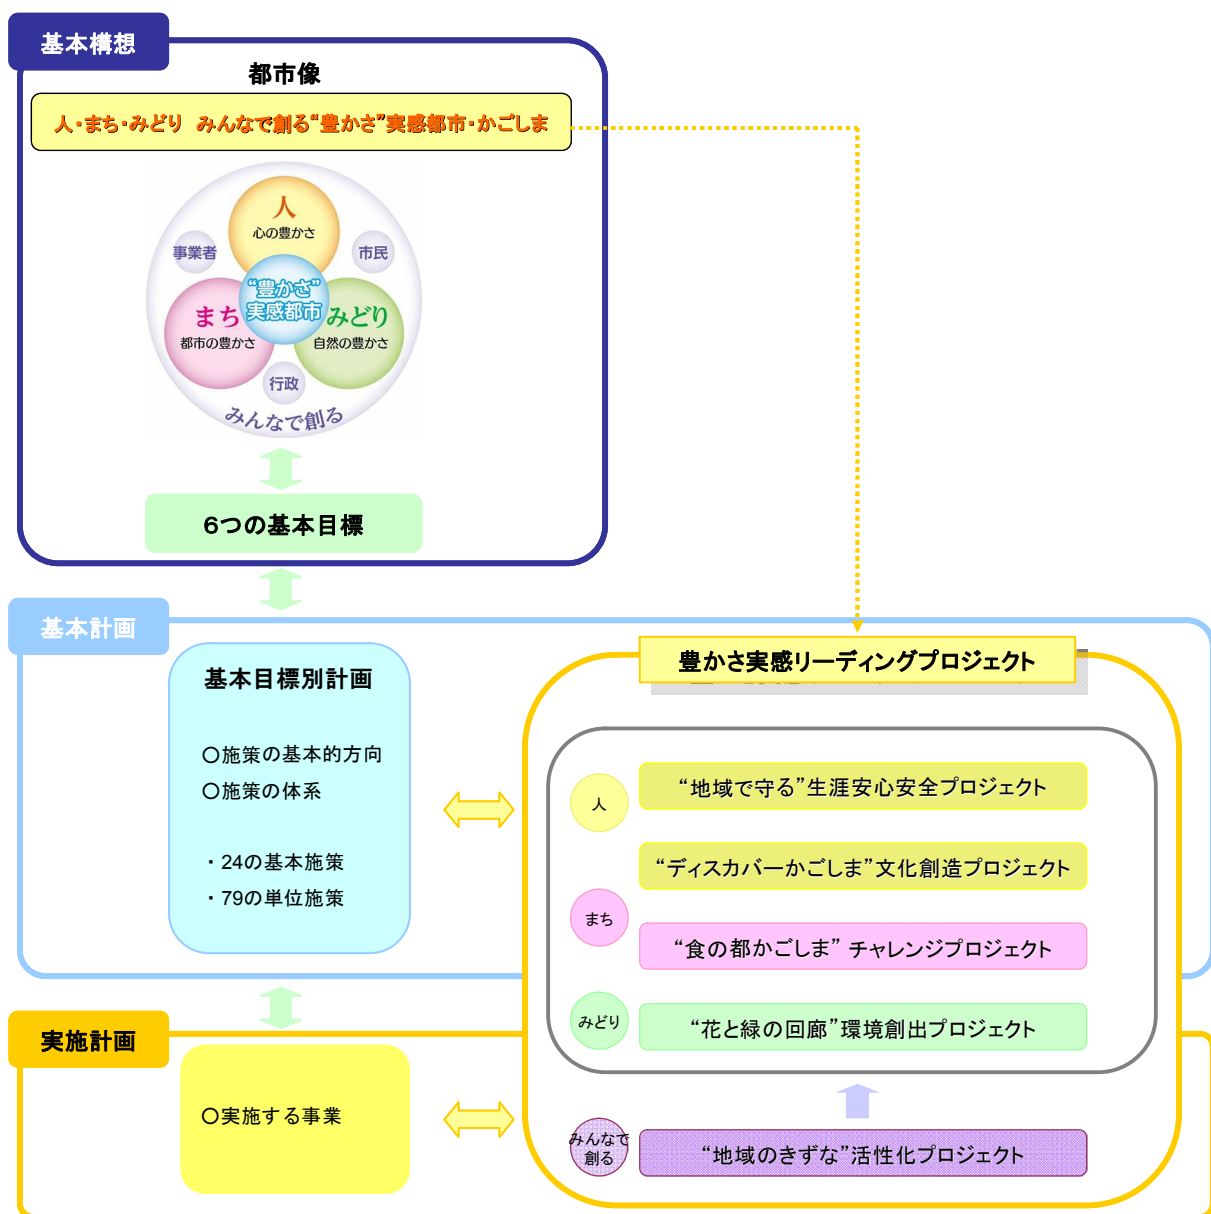 基本構想
都市像
人・まち・みどり　みんなで創る“豊かさ”実感都市・かごしま
人
心の豊かさ
事業者
市民
“豊かさ”
実感都市
まち
都市の豊かさ
みどり
自然の豊かさ
行政
みんなで創る
6つの基本目標
基本計画
基本目標別計画
○施策の基本的方向
○施策の体系
・24の基本施策
・79の単位施策
豊かさ実感リーディングプロジェクト
人
“地域で守る”生涯安心安全プロジェクト
“ディスカバーかごしま”文化創造プロジェクト
まち
“食の都かごしま” チャレンジプロジェクト
みどり
“花と緑の回廊”環境創出プロジェクト
実施計画
○実施する事業
みんなで
創る
“地域のきずな”活性化プロジェクト